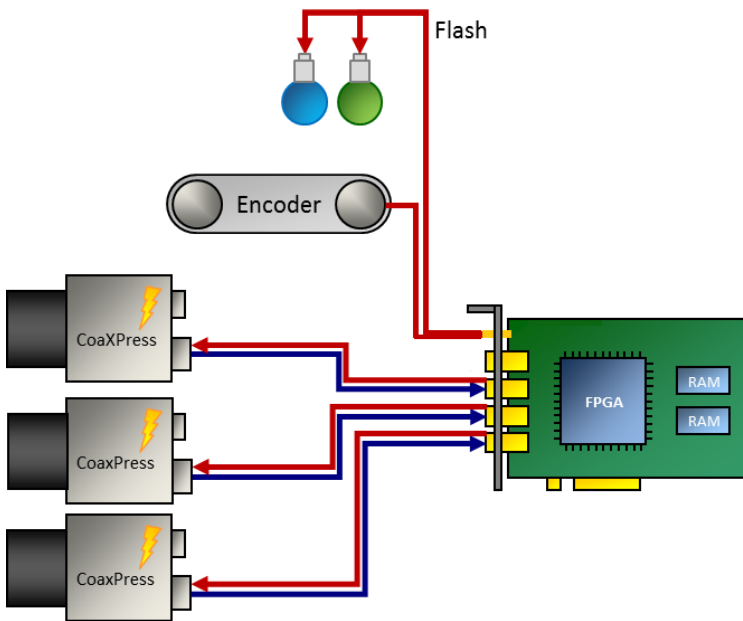 Flash
Encoder
CoaXPress
FPGA
RAM
RAM
CoaxPress
CoaxPress